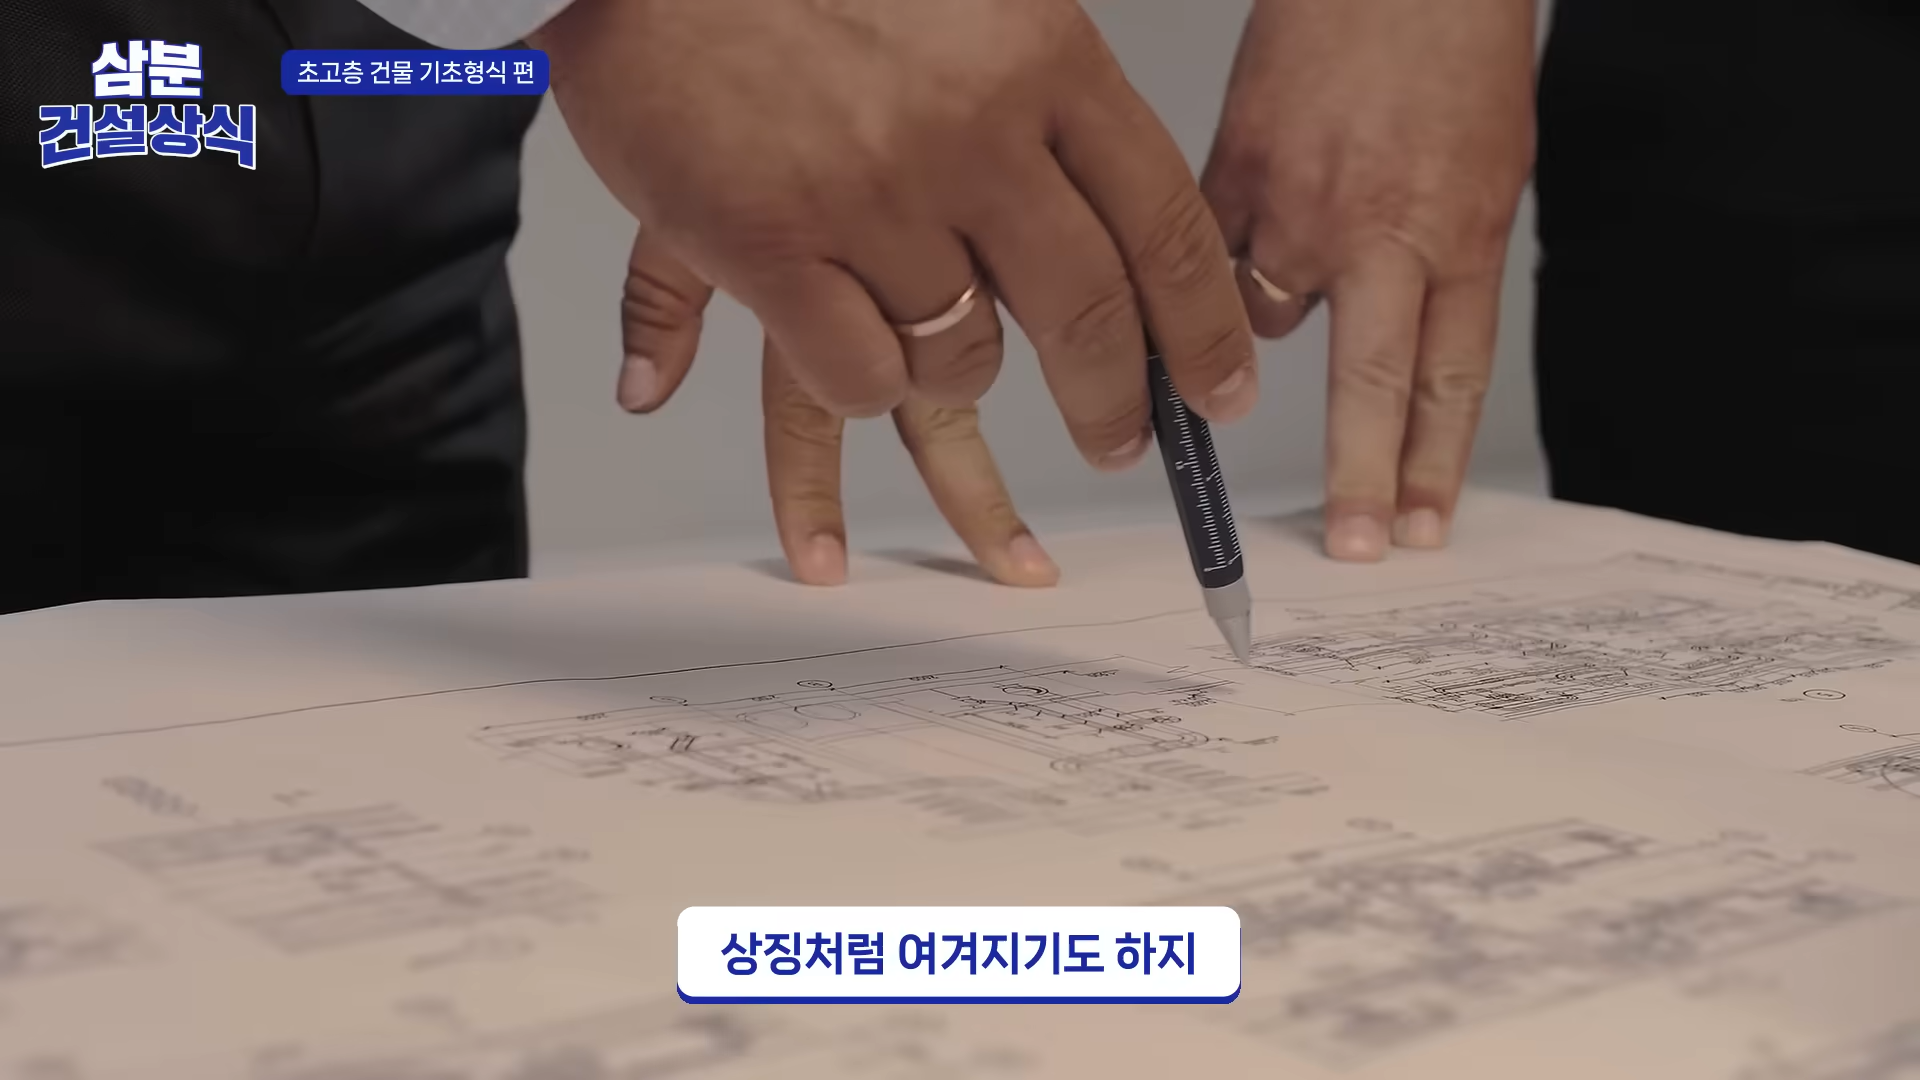 삼분
건설상식
초고층 건물 기초형식 편
상징처럼 여겨지기도 하지